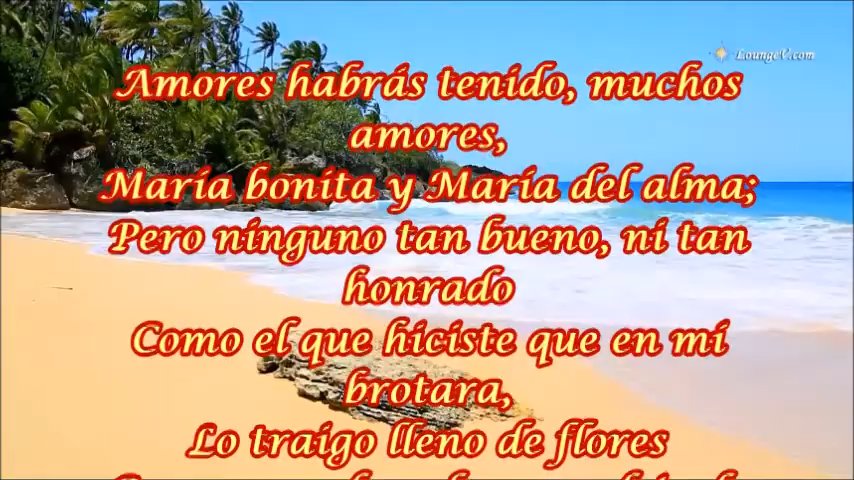 LoungeV.com
Amores habrás tenido, muchos
amores,
María bonita y María del alma;
Pero ninguno tan bueno, ni tan
honrado
Como el que hiciste que en mí
brotara,
Lo traigo lleno de flores